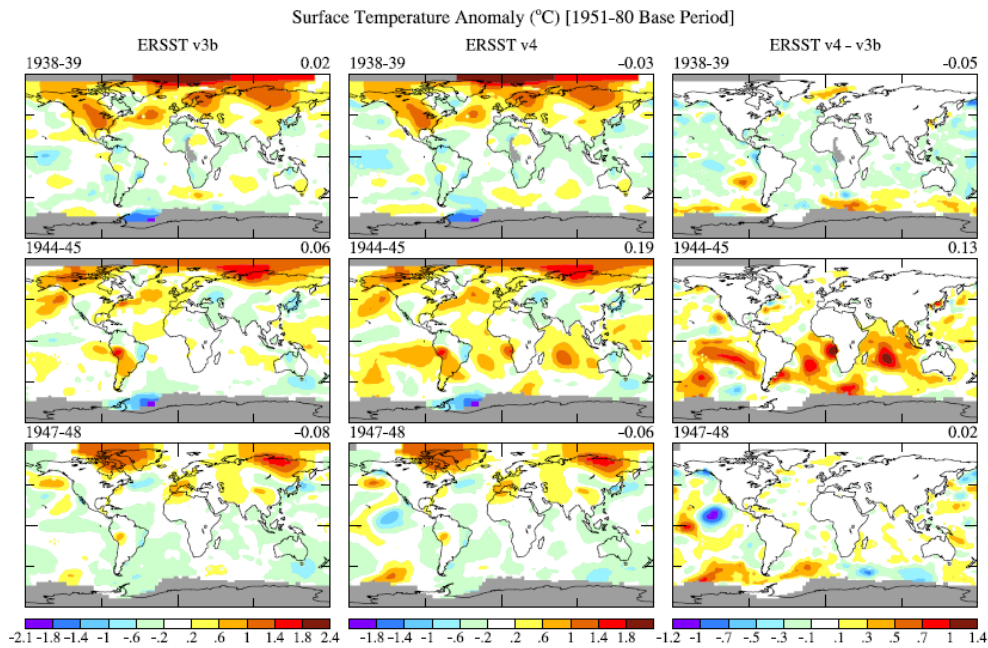 Surface Temperature Anomaly (°C) [1951-80 Base Period]
ERSST v3b ERSST v4 ERSST v4 - v3b
1938-39 0.02 1938-39 -0.03 1938-39 -0.05
1944-45 0.06 1944-45 0.19 1944-45 0.13
1947-48 -0.08 1947-48 -0.06 1947-48 0.02
-2.1 -1.8 -1.4 -1 -.6 -.2 .2 .6 1 1.4 1.8 2.4 -1.8 -1.4 -1 -.6 -.2 .2 .6 1 1.4 1.8 -1.2 -1 -.7 -.5 -.3 -.1 .1 .3 .5 .7 1 1.4